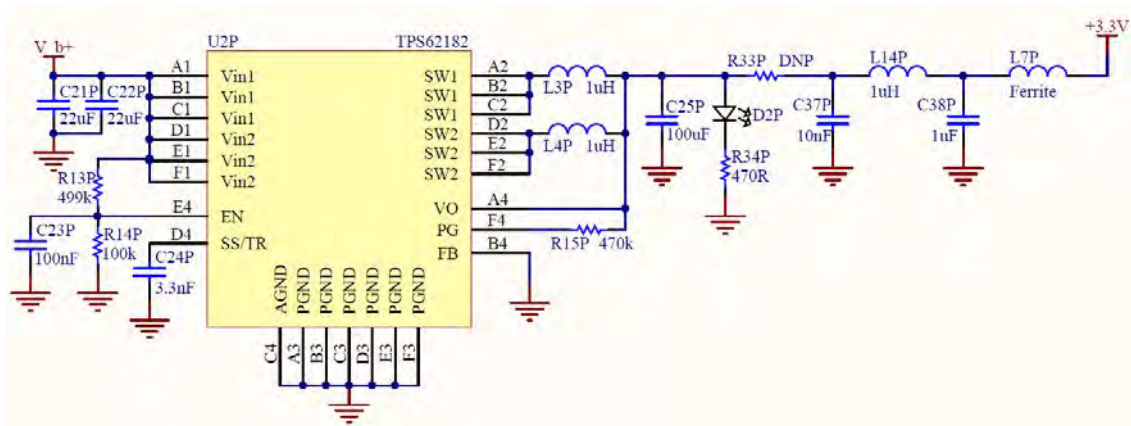 V_b+
C21P
22uF
C22P
22uF
R13P
499k
C23P
100nF
R14P
100k
C24P
3.3nF
U2P
TPS62182
A1
B1
C1
D1
E1
F1
E4
D4
Vin1
Vin1
Vin1
Vin2
Vin2
Vin2
EN
SS/TR
SW1
SW1
SW1
SW2
SW2
SW2
VO
PG
FB
A2
B2
C2
D2
E2
F2
A4
F4
B4
AGND
PGND
PGND
PGND
PGND
PGND
PGND
C4
A3
B3
C3
D3
E3
F3
L3P 1uH
L4P 1uH
R15P 470k
C25P
100uF
D2P
R34P
470R
R33P DNP
C37P
10nF
L14P
1uH
C38P
1uF
L7P
Ferrite
+3.3V